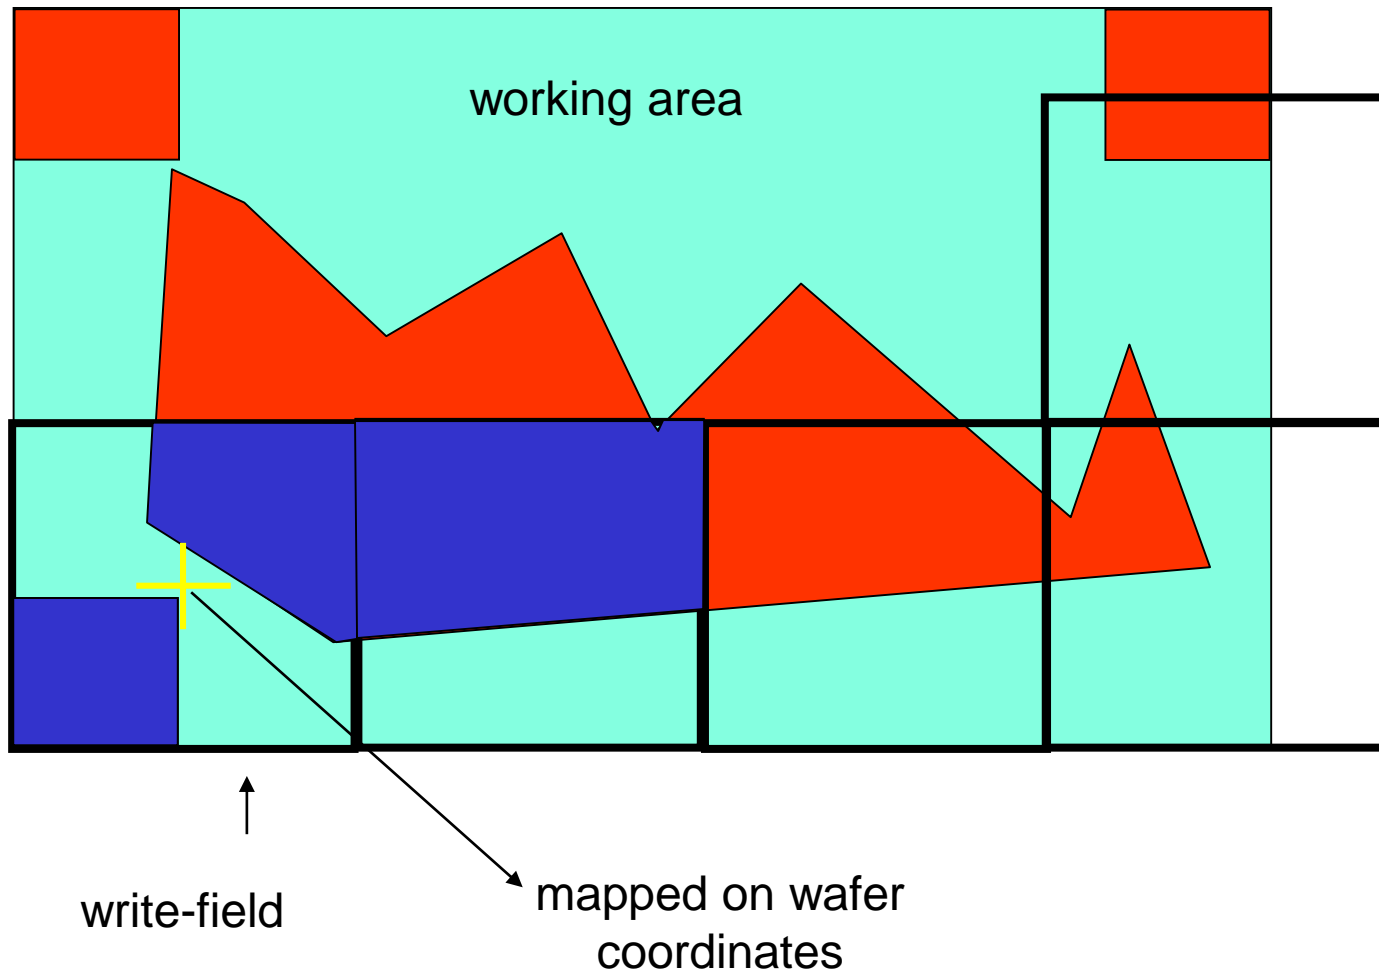 working area
write-field
mapped on wafer
coordinates